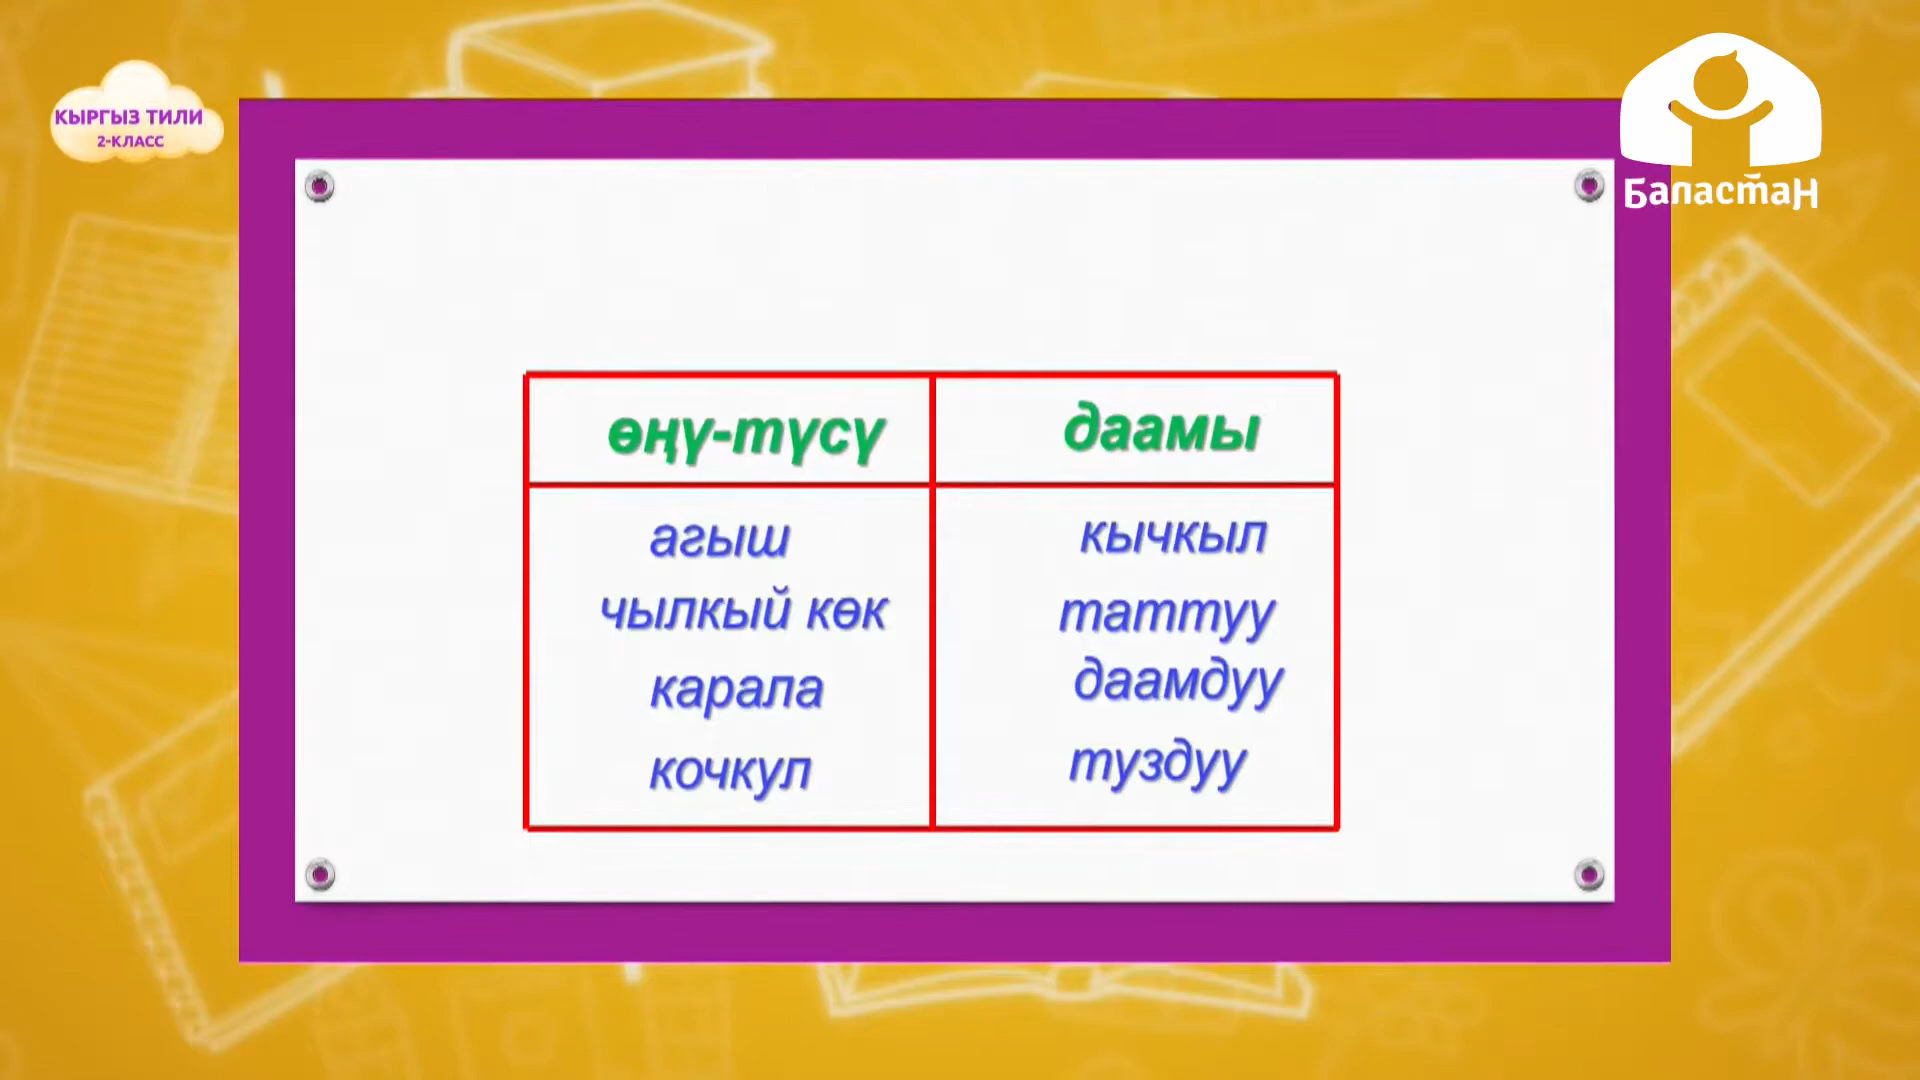 КЫРГЫЗ ТИЛИ
2-КЛАСС
Баластан
өңү-түсү даамы
агыш кычкыл
чылкый көк таттуу
карала даамдуу
кочкул туздуу